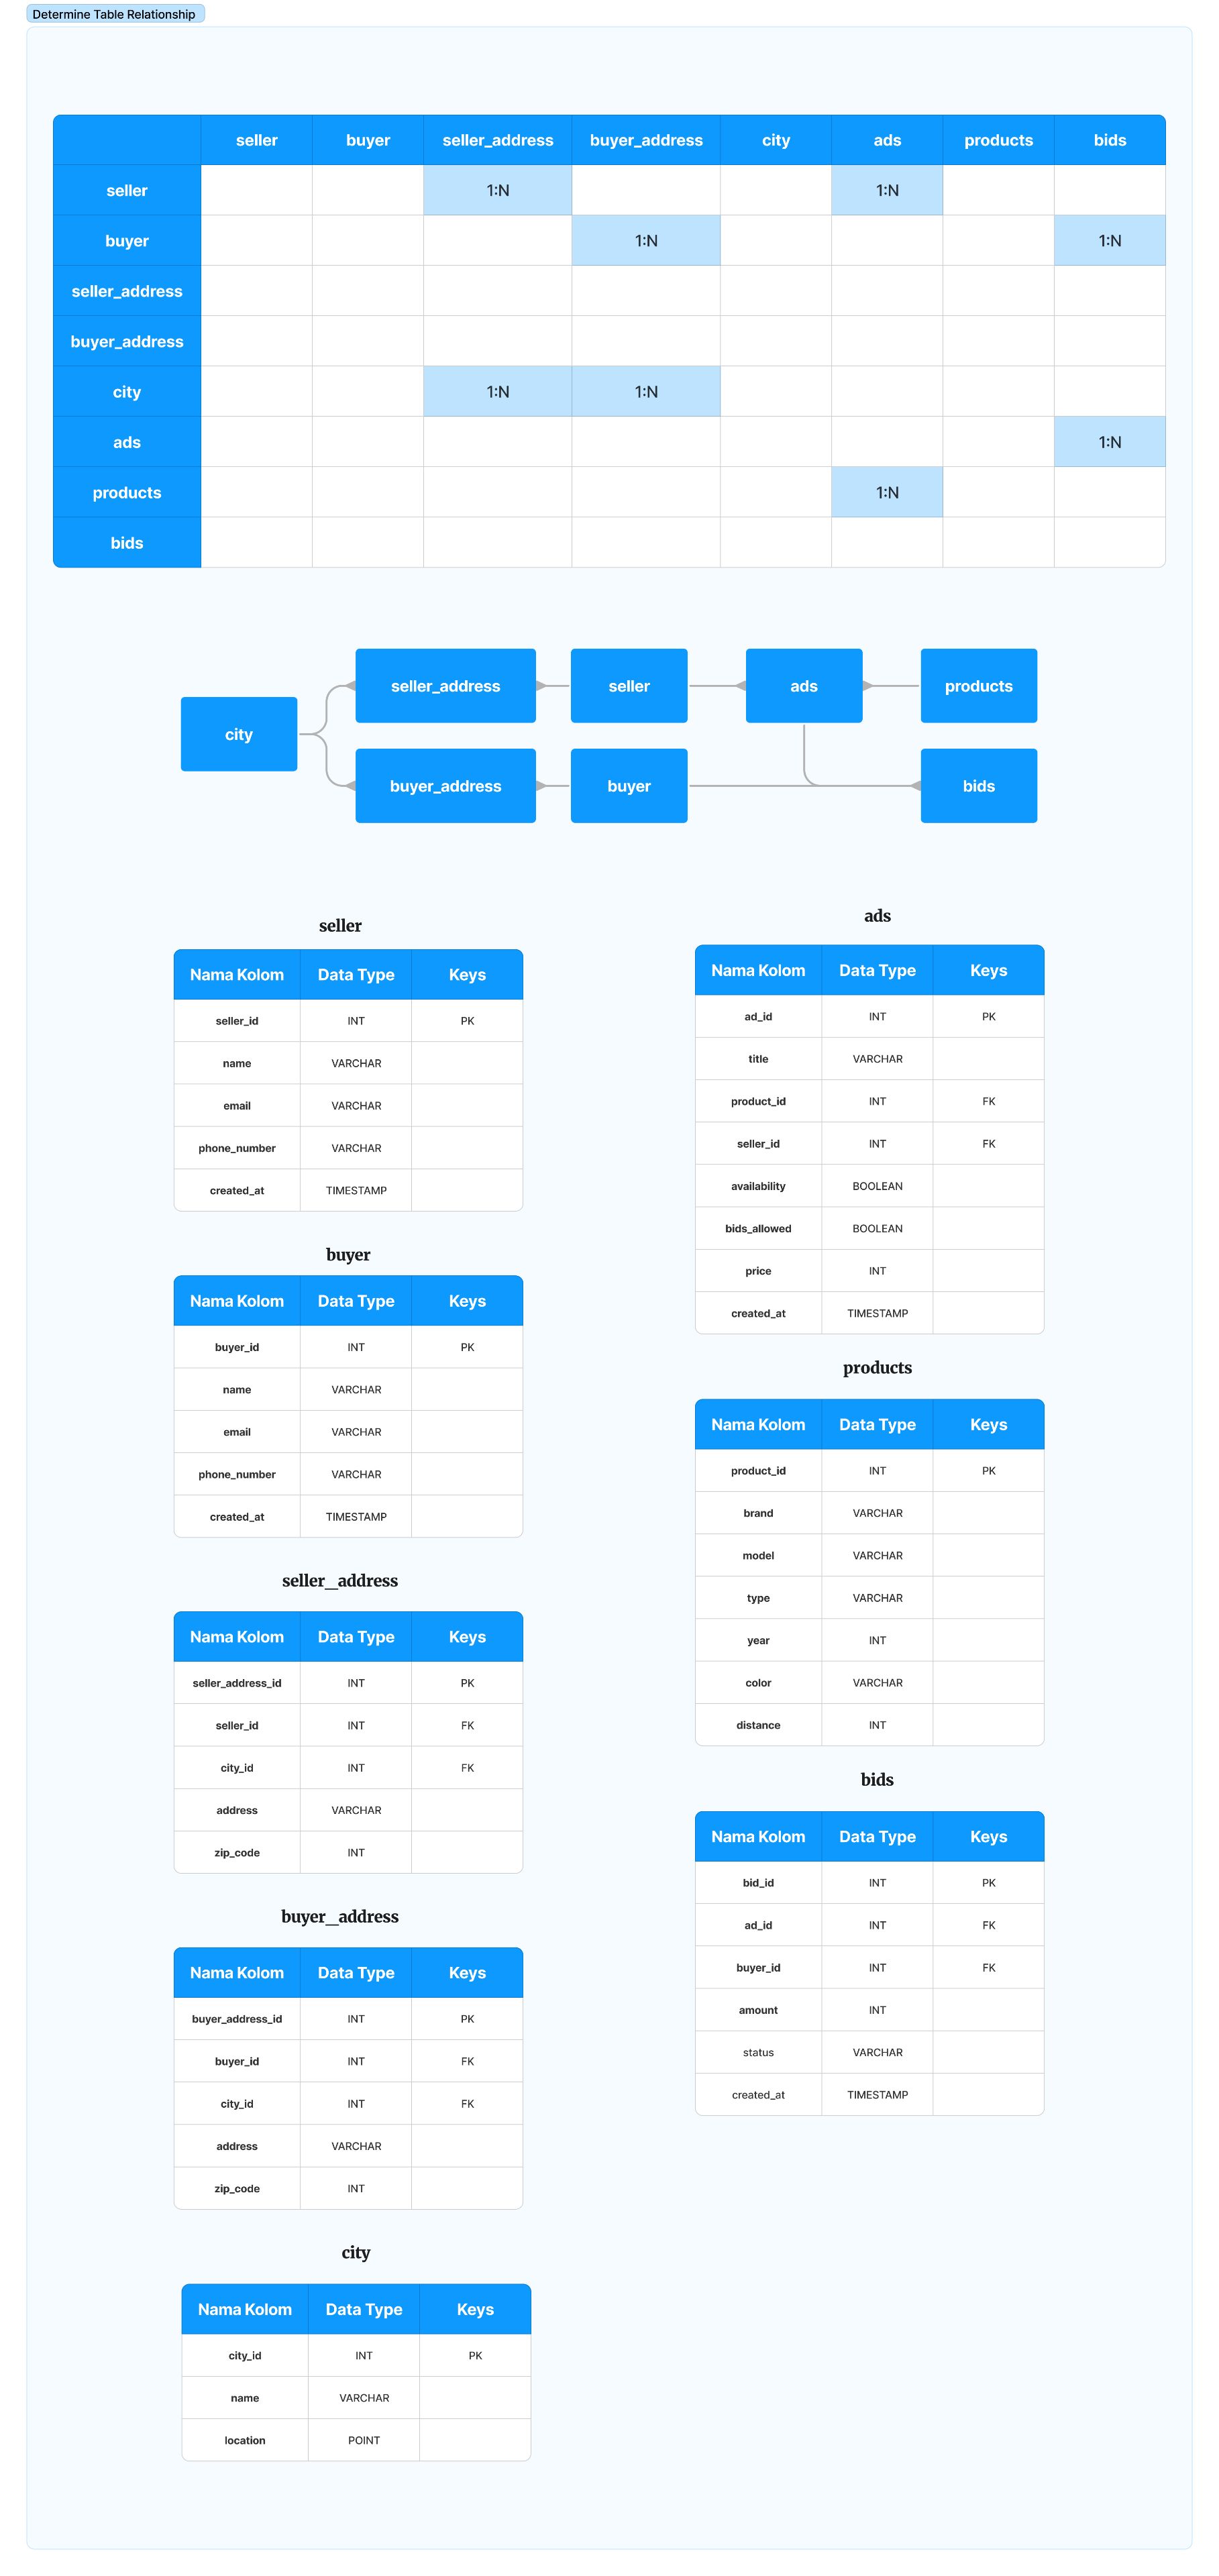 Determine Table Relationship
seller buyer seller_address buyer_address city ads products bids
seller 1:N 1:N
buyer 1:N 1:N
seller_address
buyer_address
city 1:N 1:N
ads 1:N
products 1:N
bids
seller_address seller ads products
city
buyer_address buyer bids
seller
Nama Kolom Data Type Keys
seller_id INT PK
name VARCHAR
email VARCHAR
phone_number VARCHAR
created_at TIMESTAMP
buyer
Nama Kolom Data Type Keys
buyer_id INT PK
name VARCHAR
email VARCHAR
phone_number VARCHAR
created_at TIMESTAMP
seller_address
Nama Kolom Data Type Keys
seller_address_id INT PK
seller_id INT FK
city_id INT FK
address VARCHAR
zip_code INT
buyer_address
Nama Kolom Data Type Keys
buyer_address_id INT PK
buyer_id INT FK
city_id INT FK
address VARCHAR
zip_code INT
city
Nama Kolom Data Type Keys
city_id INT PK
name VARCHAR
location POINT
ads
Nama Kolom Data Type Keys
ad_id INT PK
title VARCHAR
product_id INT FK
seller_id INT FK
availability BOOLEAN
bids_allowed BOOLEAN
price INT
created_at TIMESTAMP
products
Nama Kolom Data Type Keys
product_id INT PK
brand VARCHAR
model VARCHAR
type VARCHAR
year INT
color VARCHAR
distance INT
bids
Nama Kolom Data Type Keys
bid_id INT PK
ad_id INT FK
buyer_id INT FK
amount INT
status VARCHAR
created_at TIMESTAMP